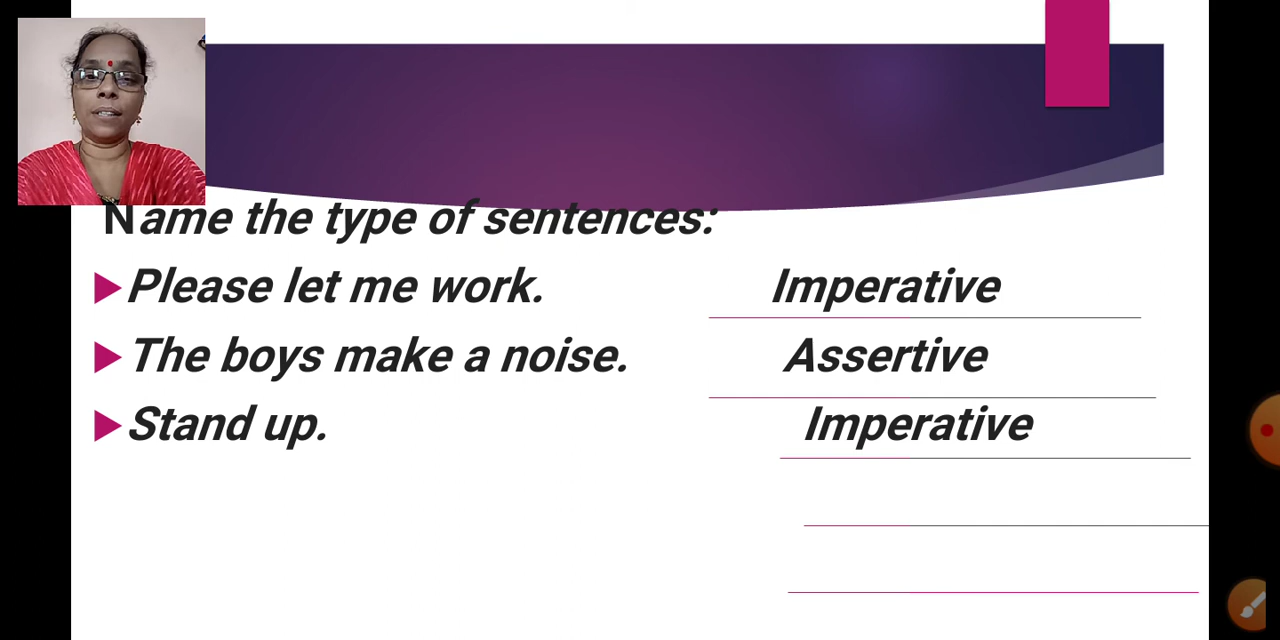 Name the type of sentences:
Please let me work. Imperative
The boys make a noise. Assertive
Stand up. Imperative